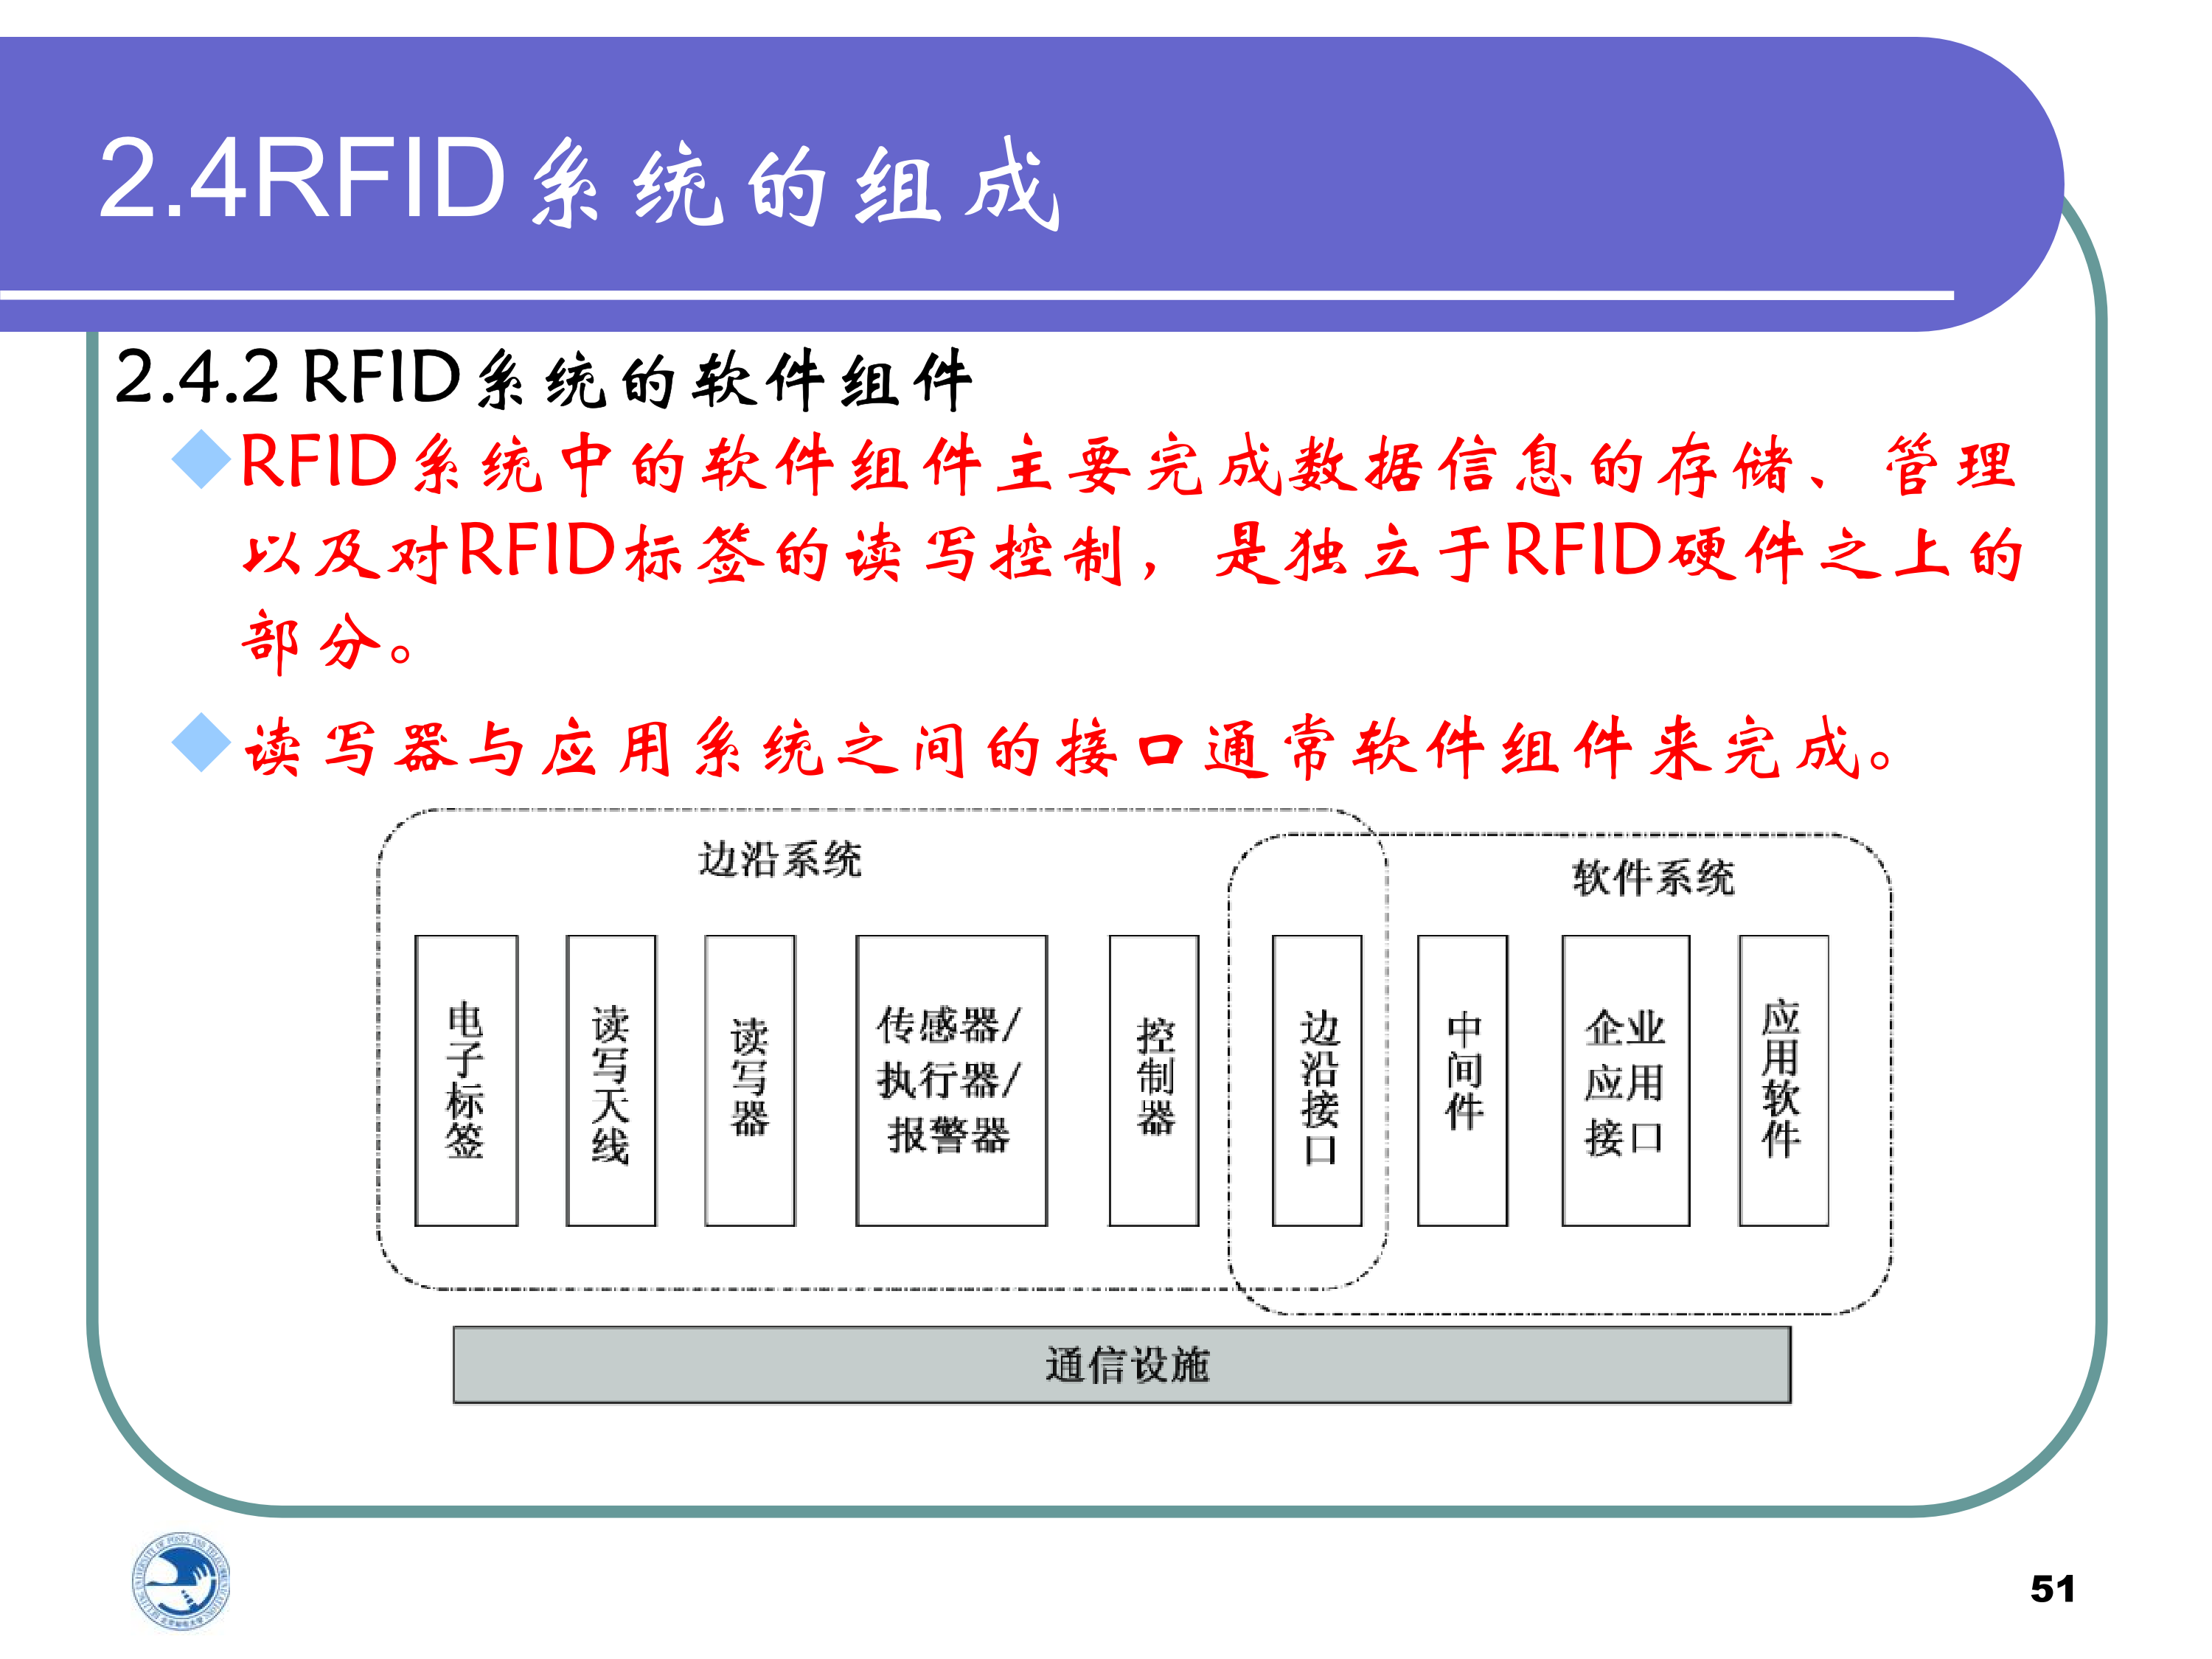 2.4RFID系统的组成
2.4.2 RFID系统的软件组件
RFID系统中的软件组件主要完成数据信息的存储、管理
以及对RFID标签的读写控制，是独立于RFID硬件之上的
部分。
读写器与应用系统之间的接口通常软件组件来完成。
边沿系统
软件系统
电子标签
读写天线
读写器
传感器/
执行器/
报警器
控制器
边沿接口
中间件
企业
应用
接口
应用软件
通信设施
51